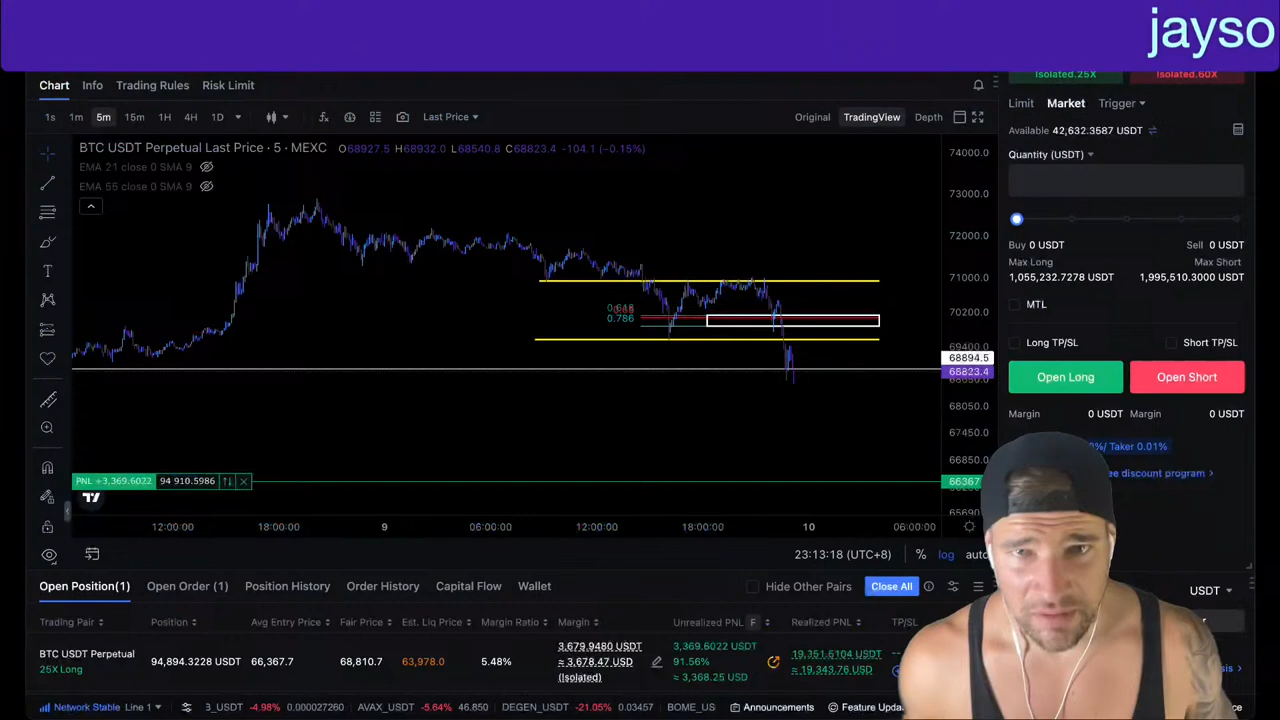 jayso
Chart Info Trading Rules Risk Limit
Isolated.25X Isolated.60X
1s 1m 5m 15m 1H 4H 1D Last Price Original TradingView Depth
Limit Market Trigger
Available 42,632.3587 USDT
BTC USDT Perpetual Last Price · 5 · MEXC O68927.5 H68932.0 L68540.8 C68823.4 -104.1 (-0.15%)
EMA 21 close 0 SMA 9
EMA 55 close 0 SMA 9
Quantity (USDT)
74000.0
73000.0
72000.0
71000.0
70200.0
69400.0
68894.5
68823.4
68050.0
67450.0
66850.0
66367
65690
0.618
0.786
Buy 0 USDT Sell 0 USDT
Max Long Max Short
1,055,232.7278 USDT 1,995,510.3000 USDT
MTL
Long TP/SL Short TP/SL
Open Long Open Short
Margin 0 USDT Margin 0 USDT
0%/ Taker 0.01%
ee discount program >
PNL +3,369.6022 94 910.5986
12:00:00 18:00:00 9 06:00:00 12:00:00 18:00:00 10 06:00:00
23:13:18 (UTC+8) % log auto
Open Position(1) Open Order (1) Position History Order History Capital Flow Wallet Hide Other Pairs Close All USDT
Trading Pair Position Avg Entry Price Fair Price Est. Liq Price Margin Ratio Margin Unrealized PNL F Realized PNL TP/SL
BTC USDT Perpetual
25X Long
94,894.3228 USDT 66,367.7 68,810.7 63,978.0 5.48%
3,679.9480 USDT
≈ 3,678.47 USD
(Isolated)
3,369.6022 USDT
91.56%
≈ 3,368.25 USD
19,351.5104 USDT
≈ 19,343.76 USD
--
Network Stable Line 1 3_USDT -4.98% 0.000027260 AVAX_USDT -5.64% 46.850 DEGEN_USDT -21.05% 0.03457 BOME_US Announcements Feature Upda